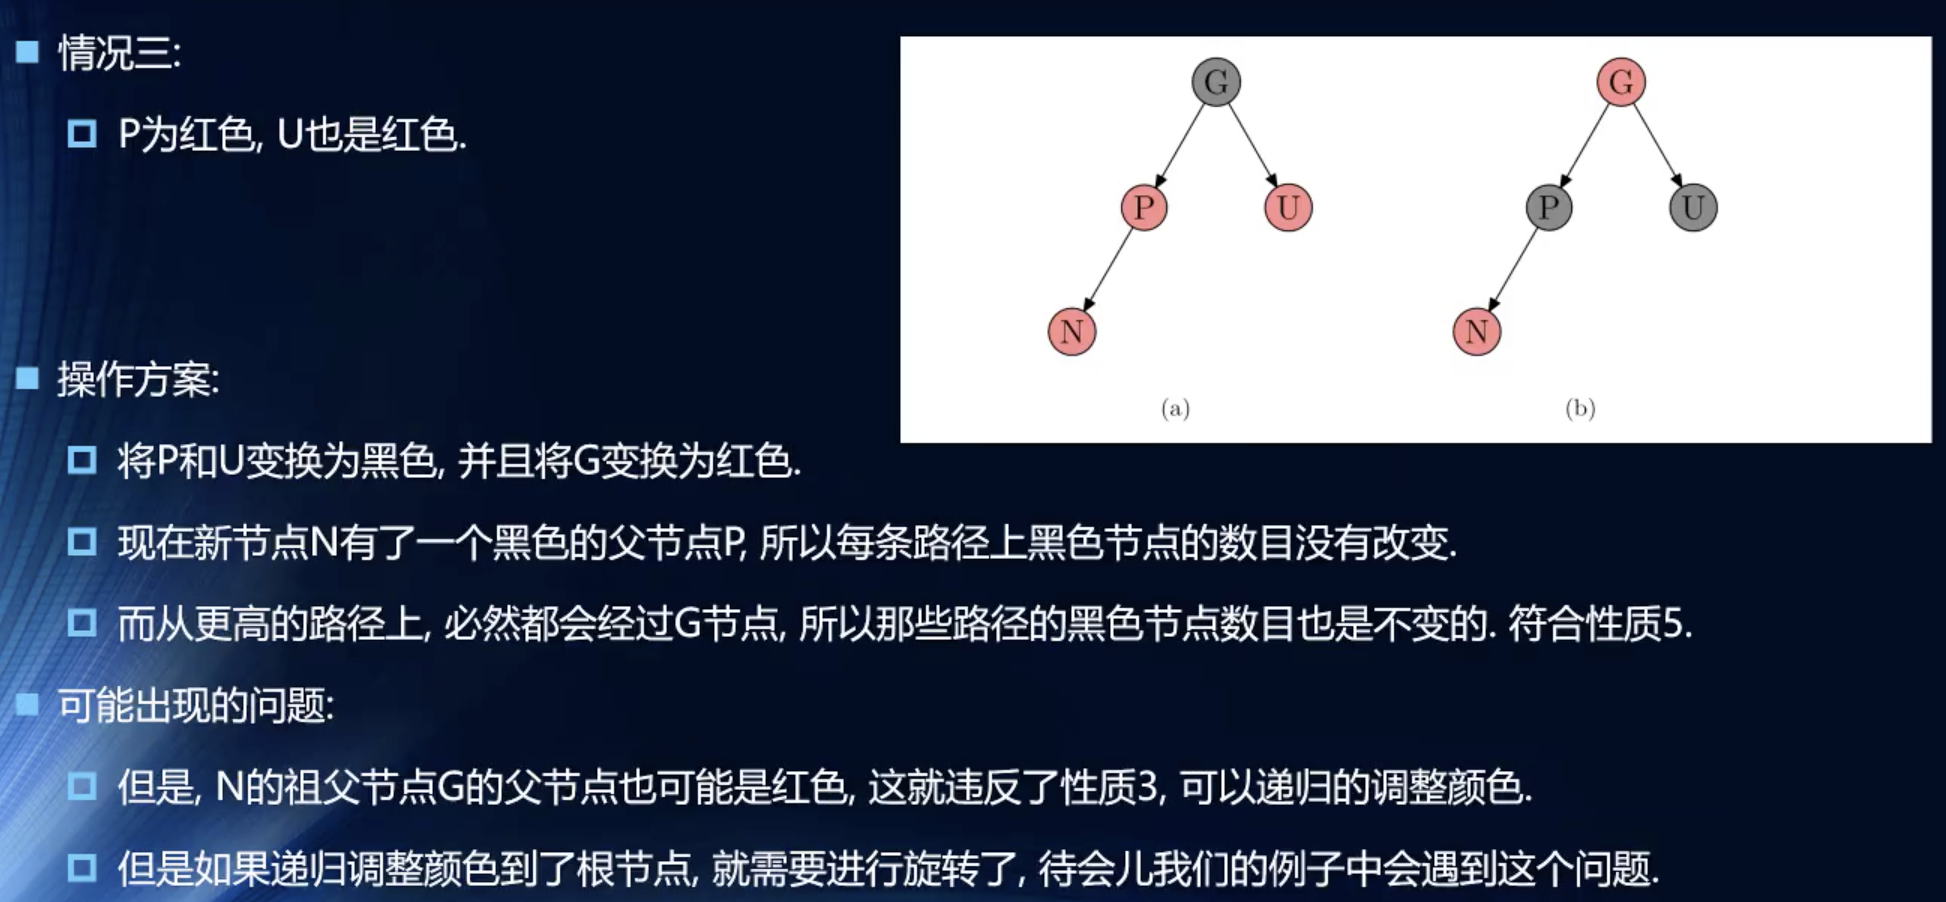 情况三:
P为红色, U也是红色.
G
G
P
U
P
U
N
N
(a)
(b)
操作方案:
将P和U变换为黑色, 并且将G变换为红色.
现在新节点N有了一个黑色的父节点P, 所以每条路径上黑色节点的数目没有改变.
而从更高的路径上, 必然都会经过G节点, 所以那些路径的黑色节点数目也是不变的. 符合性质5.
可能出现的问题:
但是, N的祖父节点G的父节点也可能是红色, 这就违反了性质3, 可以递归的调整颜色.
但是如果递归调整颜色到了根节点, 就需要进行旋转了, 待会儿我们的例子中会遇到这个问题.